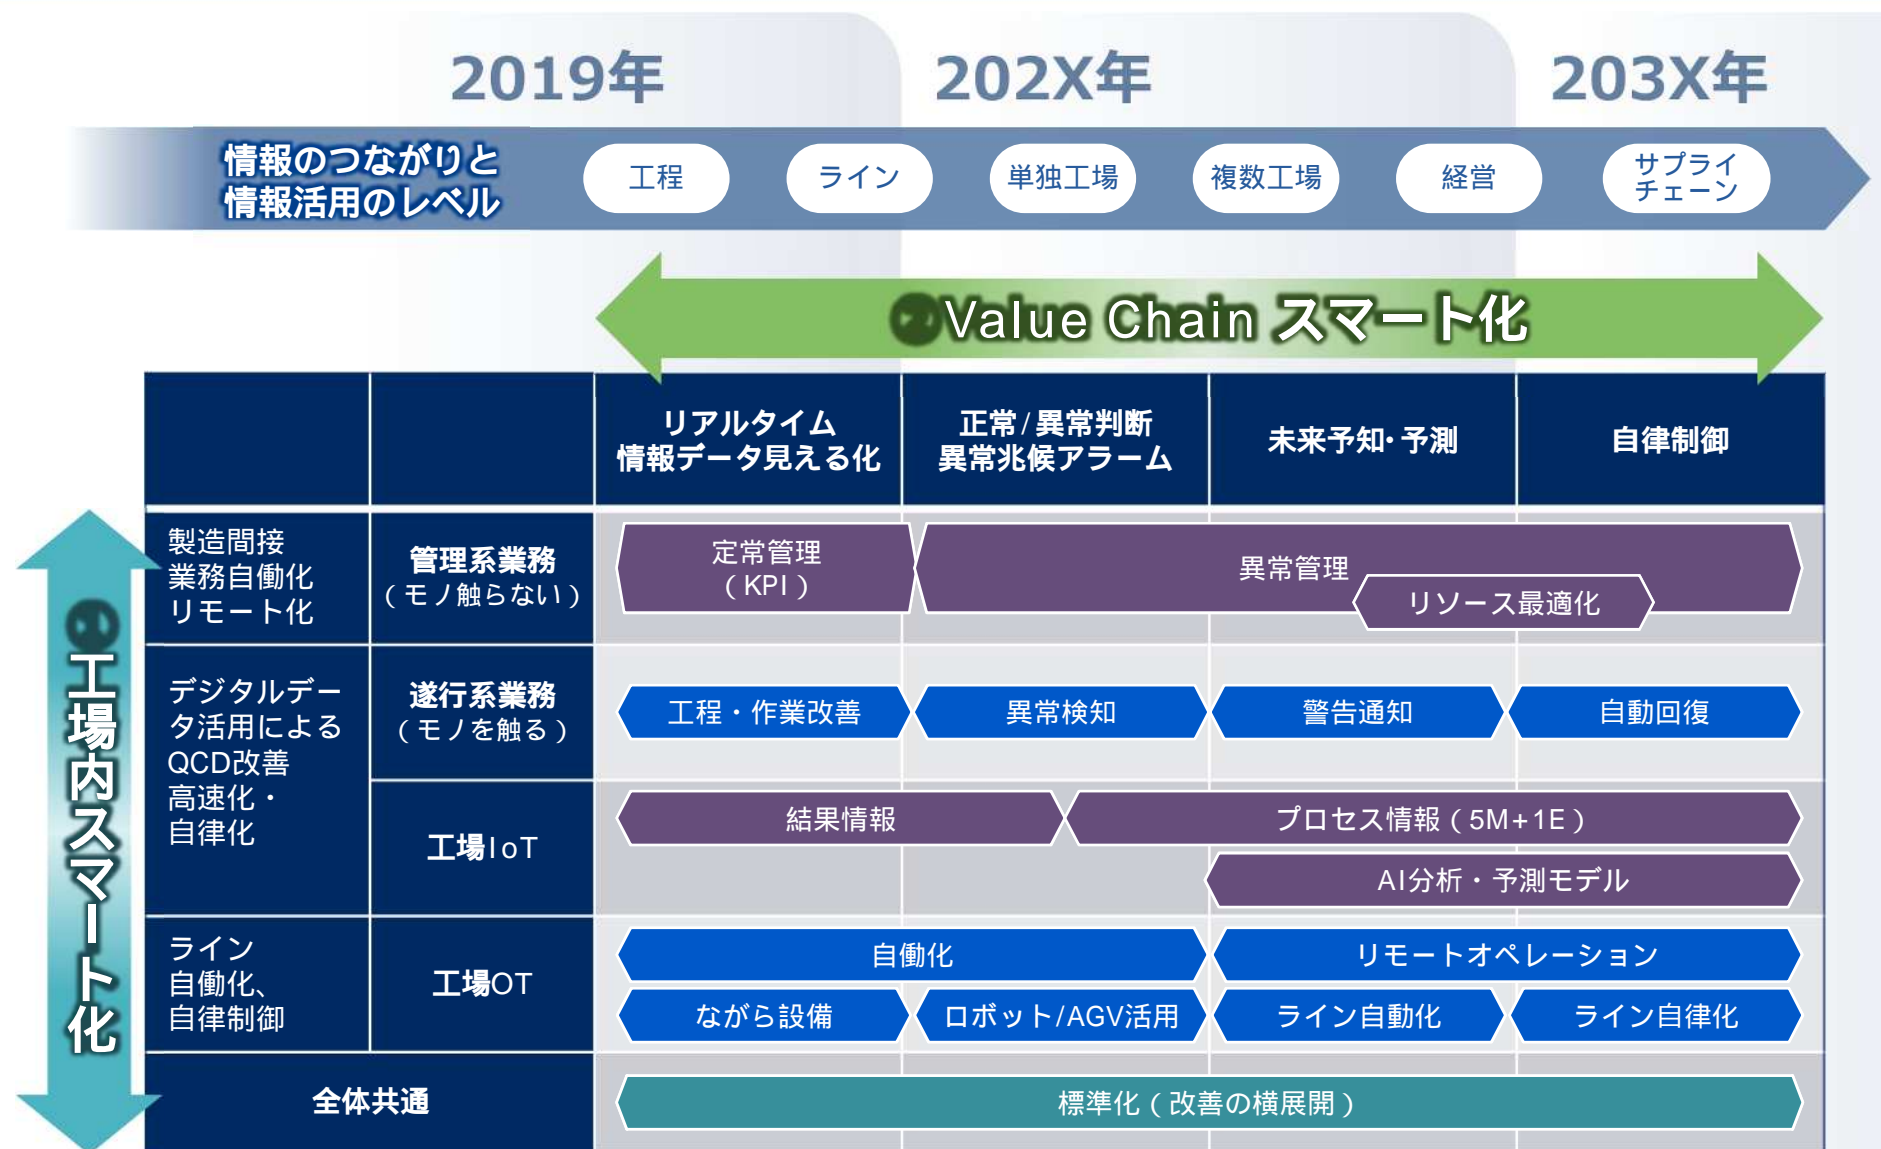 2019年
202X年
203X年
情報のつながりと
情報活用のレベル
工程
ライン
単独工場
複数工場
経営
サプライ
チェーン
Value Chain スマート化
リアルタイム
情報データ見える化
正常/異常判断
異常兆候アラーム
未来予知・予測
自律制御
工場内スマート化
製造間接
業務自働化
リモート化
管理系業務
(モノ触らない)
定常管理
(KPI)
異常管理
リソース最適化
デジタルデー
タ活用による
QCD改善
高速化・
自律化
遂行系業務
(モノを触る)
工程・作業改善
異常検知
警告通知
自動回復
工場IoT
結果情報
プロセス情報(5M+1E)
AI分析・予測モデル
ライン
自働化、
自律制御
工場OT
自働化
リモートオペレーション
ながら設備
ロボット/AGV活用
ライン自動化
ライン自律化
全体共通
標準化(改善の横展開)